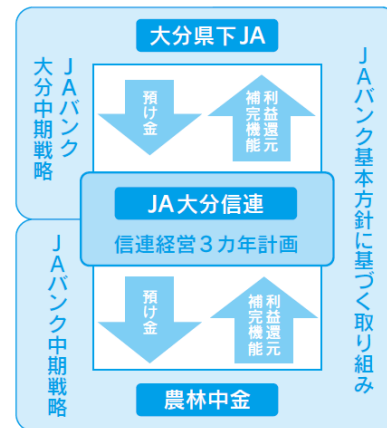 大分県下JA
JAバンク
大分中期戦略
預け金
利益還元
補完機能
JAバンク基本方針に基づく取り組み
JA大分信連
信連経営3カ年計画
JAバンク中期戦略
預け金
利益還元
補完機能
農林中金